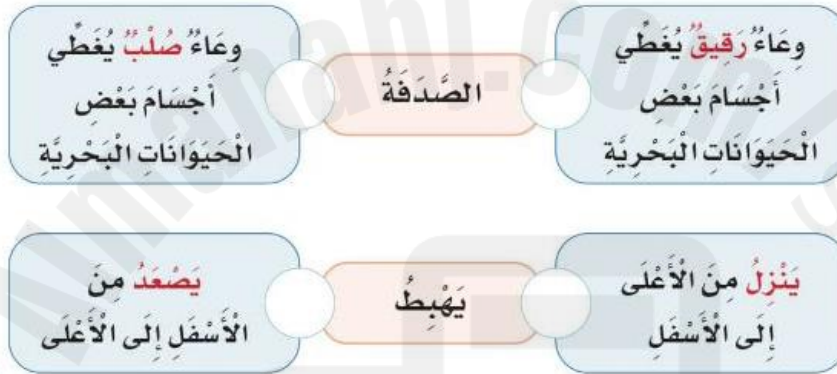 وِعَاءٌ رَقِيقٌ يُغَطِّي
أَجْسَامَ بَعْضِ
الْحَيَوَانَاتِ الْبَحْرِيَّةِ
الصَّدَفَةُ
وِعَاءٌ صُلْبٌ يُغَطِّي
أَجْسَامَ بَعْضِ
الْحَيَوَانَاتِ الْبَحْرِيَّةِ
يَنْزِلُ مِنَ الْأَعْلَى
إِلَى الْأَسْفَلِ
يَهْبِطُ
يَصْعَدُ مِنَ
الْأَسْفَلِ إِلَى الْأَعْلَى